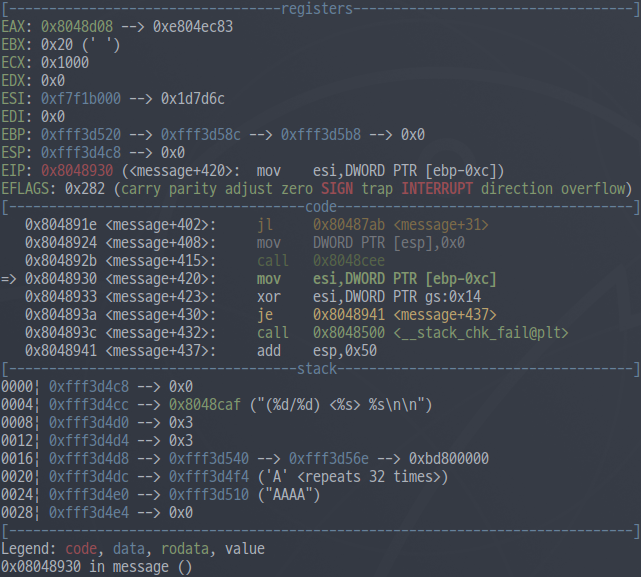 [----------------------------------registers-----------------------------------]
EAX: 0x8048d08 --> 0xe804ec83
EBX: 0x20 (' ')
ECX: 0x1000
EDX: 0x0
ESI: 0xf7f1b000 --> 0x1d7d6c
EDI: 0x0
EBP: 0xfff3d520 --> 0xfff3d58c --> 0xfff3d5b8 --> 0x0
ESP: 0xfff3d4c8 --> 0x0
EIP: 0x8048930 (<message+420>: mov    esi,DWORD PTR [ebp-0xc])
EFLAGS: 0x282 (carry parity adjust zero SIGN trap INTERRUPT direction overflow)
[-------------------------------------code-------------------------------------]
   0x804891e <message+402>: jl     0x80487ab <message+31>
   0x8048924 <message+408>: mov    DWORD PTR [esp],0x0
   0x804892b <message+415>: call   0x8048cee
=> 0x8048930 <message+420>: mov    esi,DWORD PTR [ebp-0xc]
   0x8048933 <message+423>: xor    esi,DWORD PTR gs:0x14
   0x804893a <message+430>: je     0x8048941 <message+437>
   0x804893c <message+432>: call   0x8048500 <__stack_chk_fail@plt>
   0x8048941 <message+437>: add    esp,0x50
[------------------------------------stack-------------------------------------]
0000| 0xfff3d4c8 --> 0x0
0004| 0xfff3d4cc --> 0x8048caf ("(%d/%d) <%s> %s\n\n")
0008| 0xfff3d4d0 --> 0x3
0012| 0xfff3d4d4 --> 0x3
0016| 0xfff3d4d8 --> 0xfff3d540 --> 0xfff3d56e --> 0xbd800000
0020| 0xfff3d4dc --> 0xfff3d4f4 ('A' <repeats 32 times>)
0024| 0xfff3d4e0 --> 0xfff3d510 ("AAAA")
0028| 0xfff3d4e4 --> 0x0
[------------------------------------------------------------------------------]
Legend: code, data, rodata, value
0x08048930 in message ()